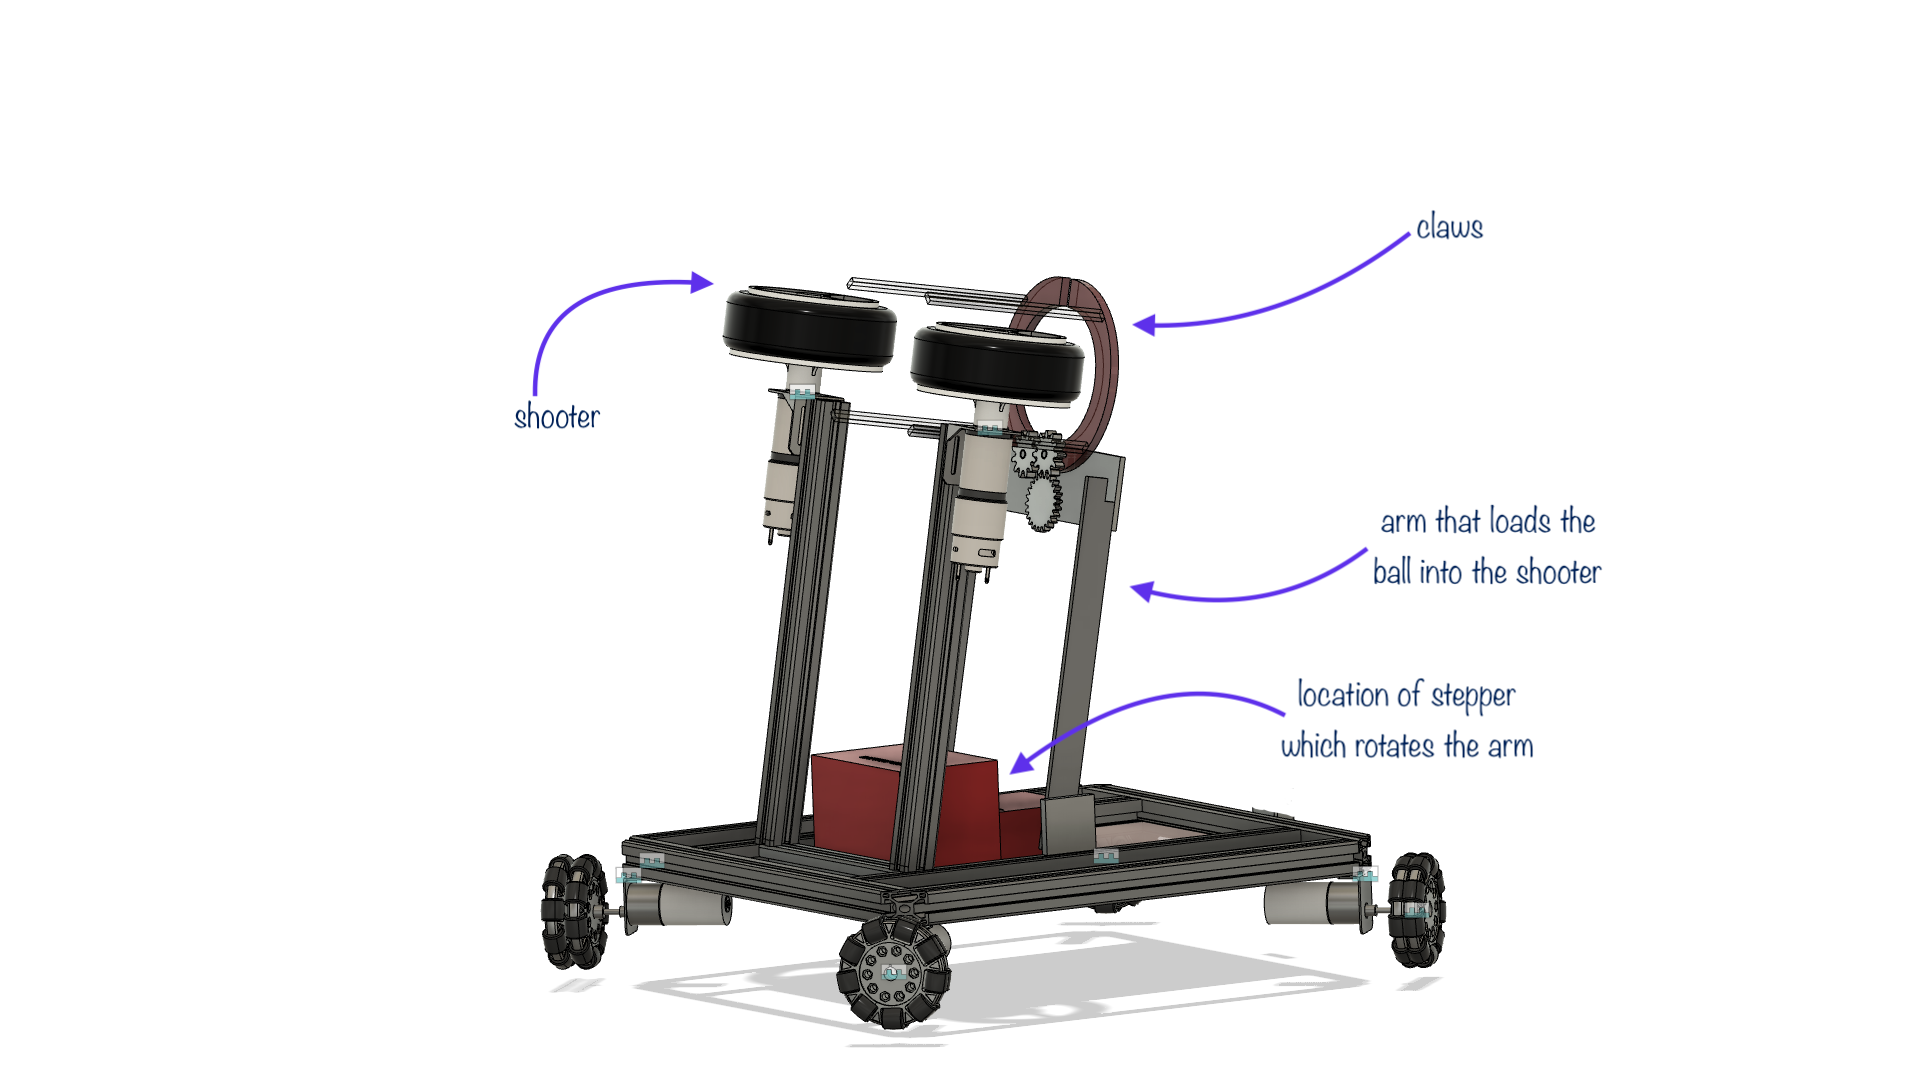 claws
shooter
arm that loads the
ball into the shooter
location of stepper
which rotates the arm